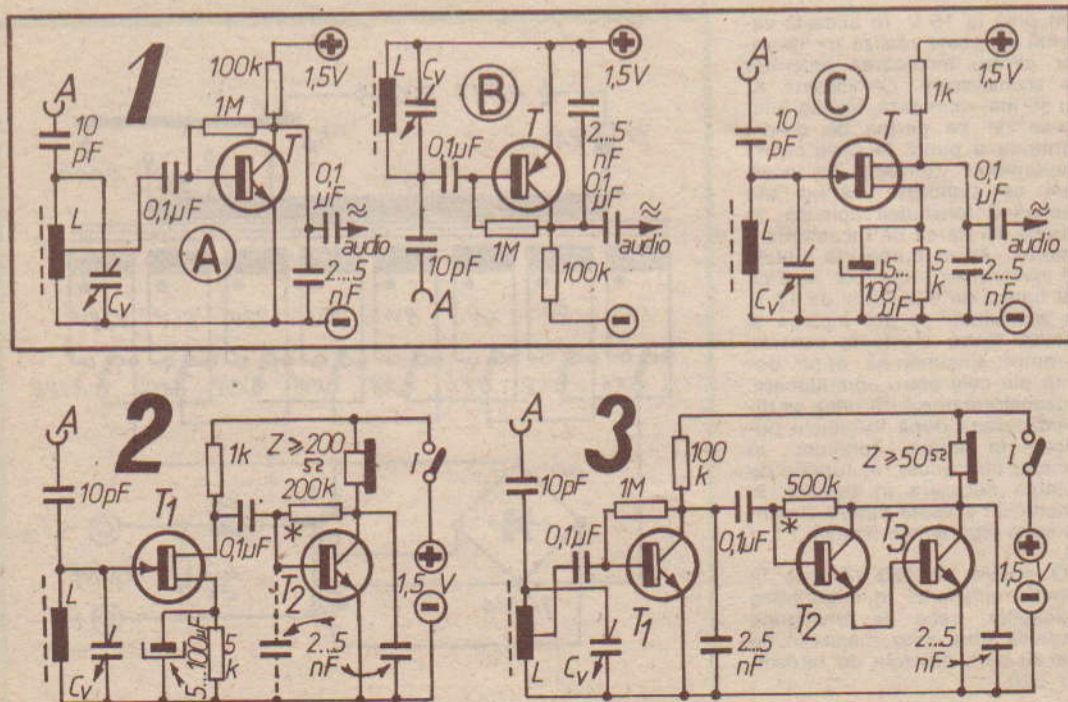 1
A
10
pF
L
Cv
0,1µF
1M
100k
A
T
+
1,5V
0,1
µF
≈
audio
2...5
nF
−
L
Cv
B
0,1µF
10pF
A
1M
T
+
1,5V
2...5
nF
0,1
µF
≈
audio
100k
−
C
A
10
pF
L
Cv
T
+
1,5V
1k
0,1
µF
≈
audio
5...
100
µF
5
k
2...5
nF
−
2
A
10pF
L
Cv
T1
1k
0,1µF
5...100µF
5
k
Z≥200
Ω
200k
*
T2
2...5
nF
I
+
1,5 V
−
3
A
10pF
L
Cv
0,1µF
1M
T1
100
k
2...5
nF
0,1µF
500k
*
T2
T3
Z≥50Ω
2...5
nF
I
+
1,5 V
−